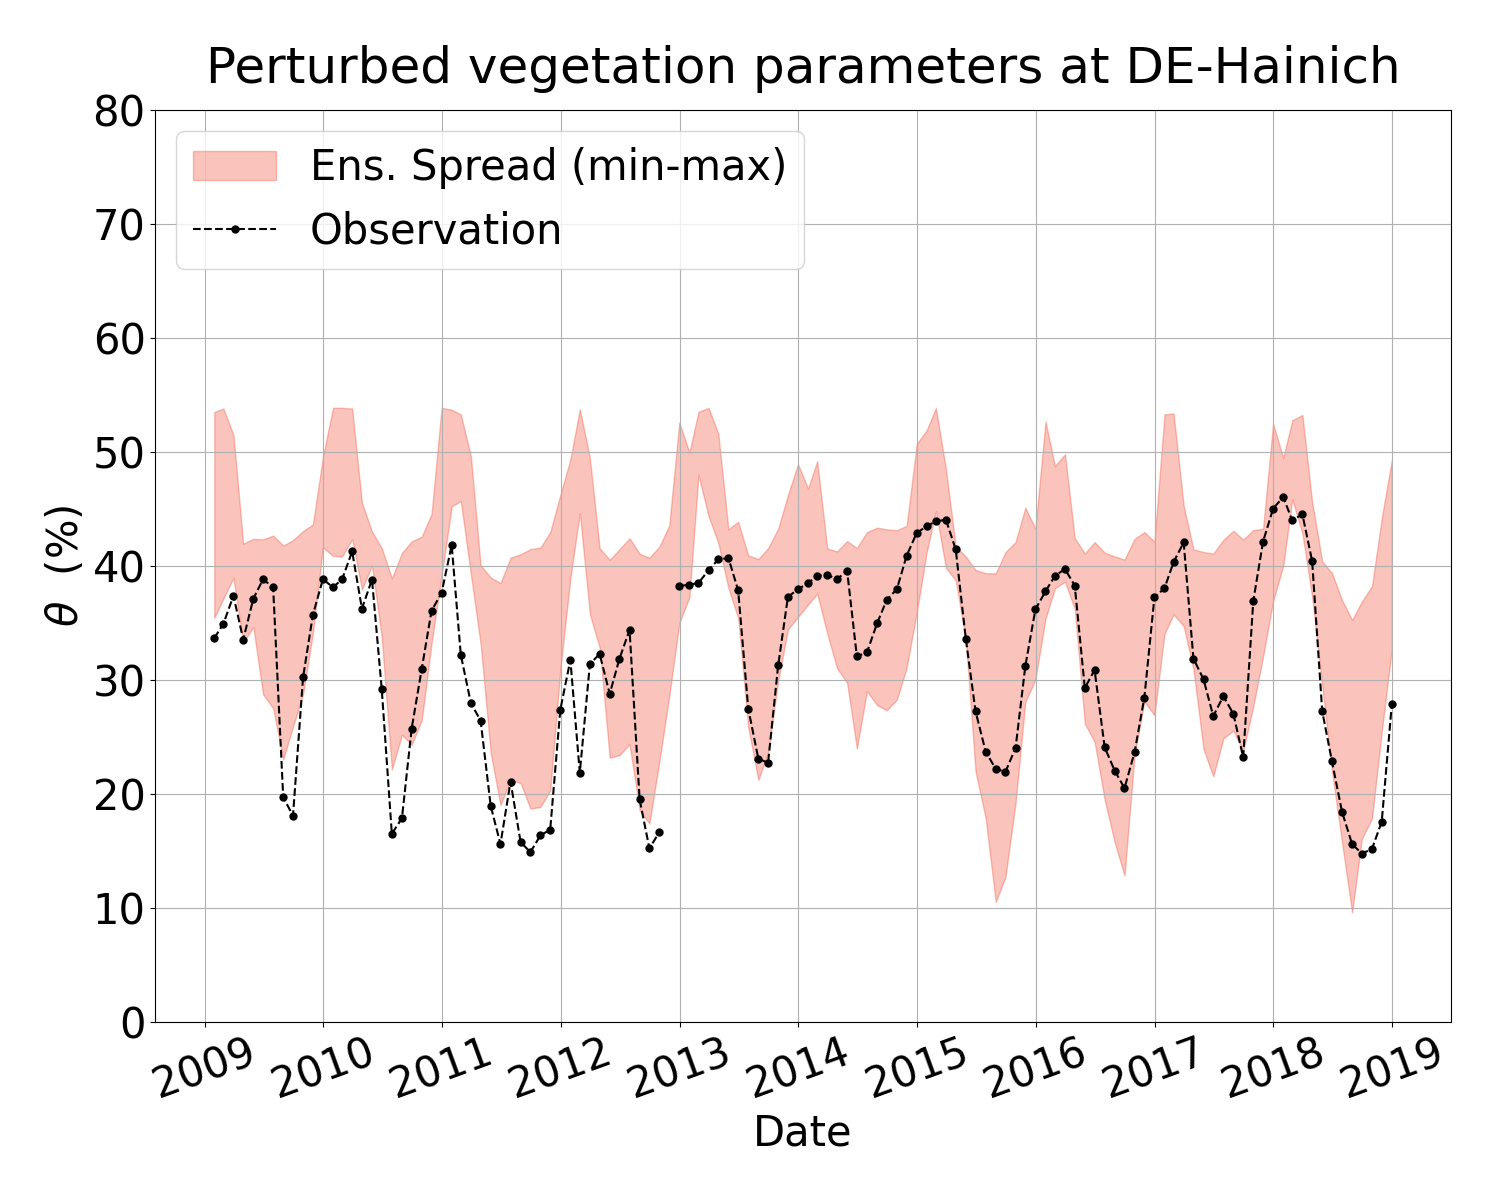 Perturbed vegetation parameters at DE-Hainich
80
70
60
50
40
30
20
10
0
θ (%)
Ens. Spread (min-max)
Observation
2009 2010 2011 2012 2013 2014 2015 2016 2017 2018 2019
Date